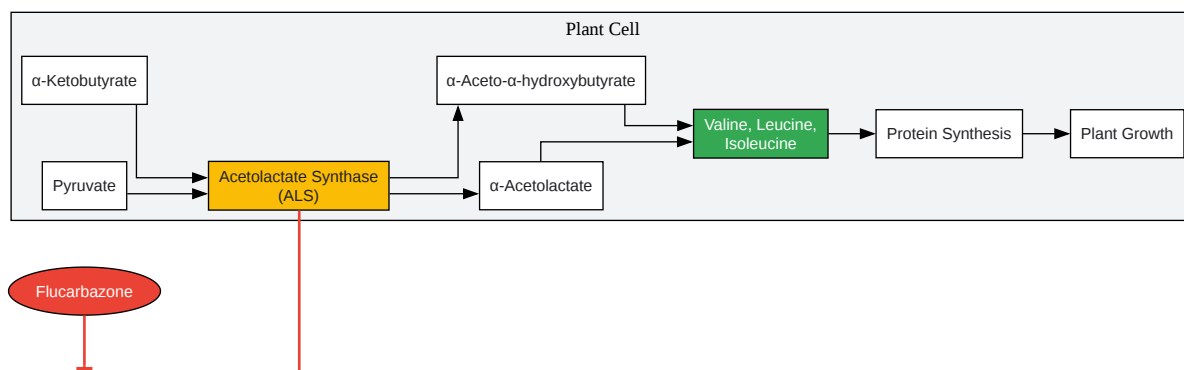 Plant Cell
α-Ketobutyrate
α-Aceto-α-hydroxybutyrate
Valine, Leucine,
Isoleucine
Protein Synthesis
Plant Growth
Pyruvate
Acetolactate Synthase
(ALS)
α-Acetolactate
Flucarbazone